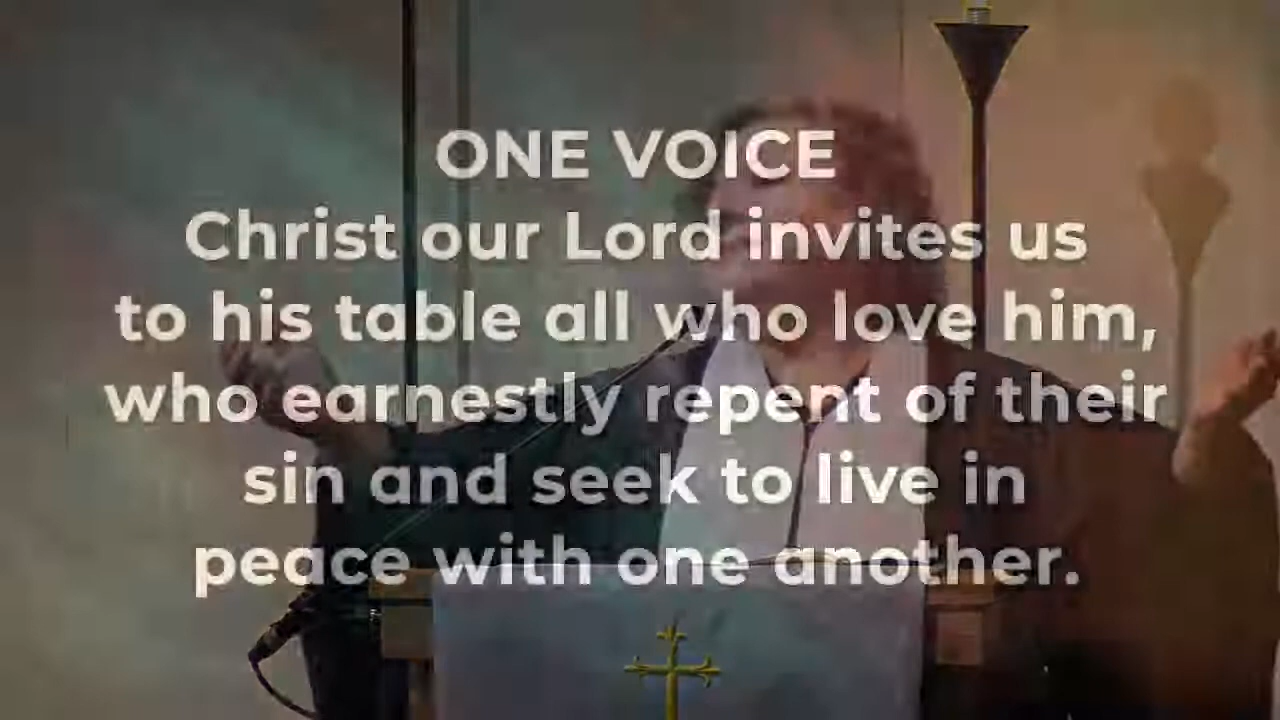 ONE VOICE
Christ our Lord invites us
to his table all who love him,
who earnestly repent of their
sin and seek to live in
peace with one another.